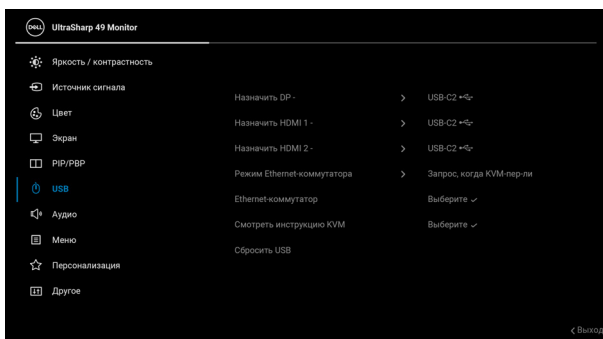 DELL UltraSharp 49 Monitor
Яркость / контрастность
Источник сигнала
Цвет
Экран
PIP/PBP
USB
Аудио
Меню
Персонализация
Другое
Назначить DP - USB-C2
Назначить HDMI 1 - USB-C2
Назначить HDMI 2 - USB-C2
Режим Ethernet-коммутатора Запрос, когда KVM-пер-ли
Ethernet-коммутатор Выберите
Смотреть инструкцию KVM Выберите
Сбросить USB
Выход